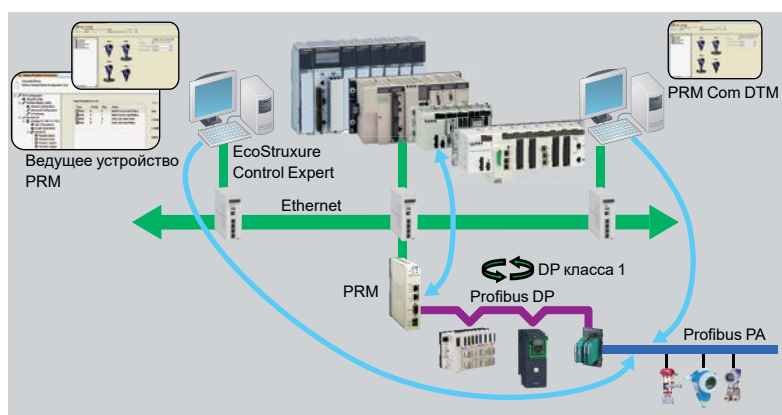 PRM Com DTM
Ведущее устройство
PRM
EcoStruxure
Control Expert
Ethernet
PRM
DP класса 1
Profibus DP
Profibus PA